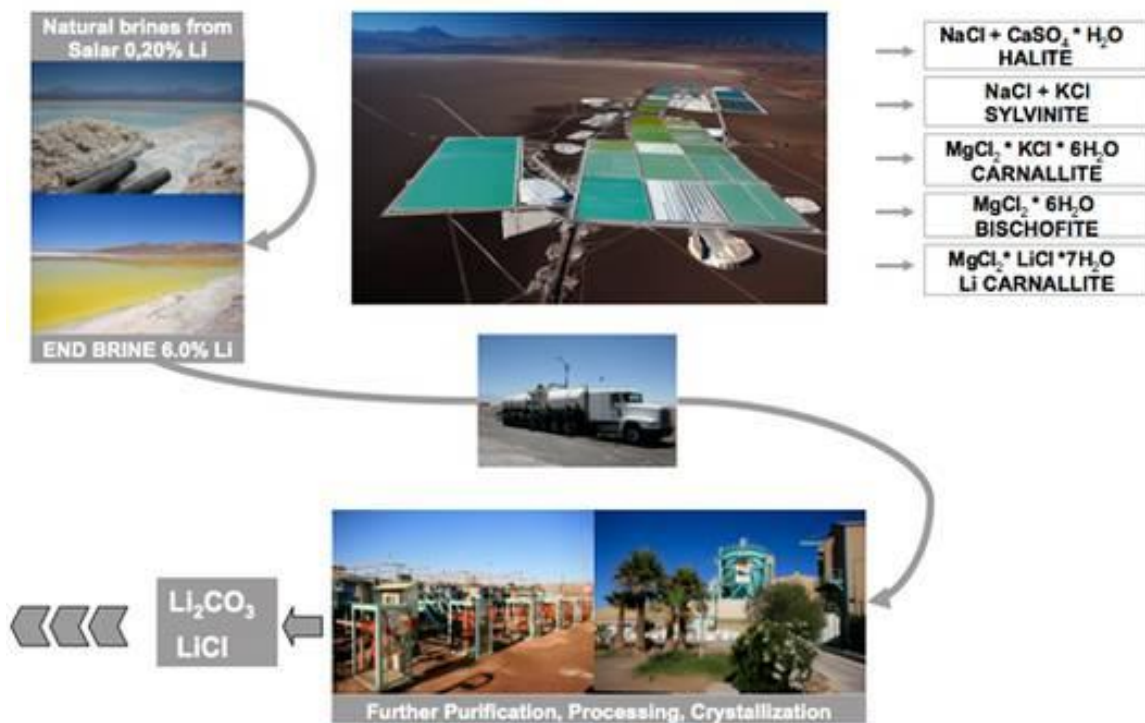 Natural brines from
Salar 0,20% Li
END BRINE 6.0% Li
NaCl + CaSO₄ * H₂O
HALITE
NaCl + KCl
SYLVINITE
MgCl₂ * KCl * 6H₂O
CARNALLITE
MgCl₂ * 6H₂O
BISCHOFITE
MgCl₂* LiCl *7H₂O
Li CARNALLITE
Li₂CO₃
LiCl
Further Purification, Processing, Crystallization